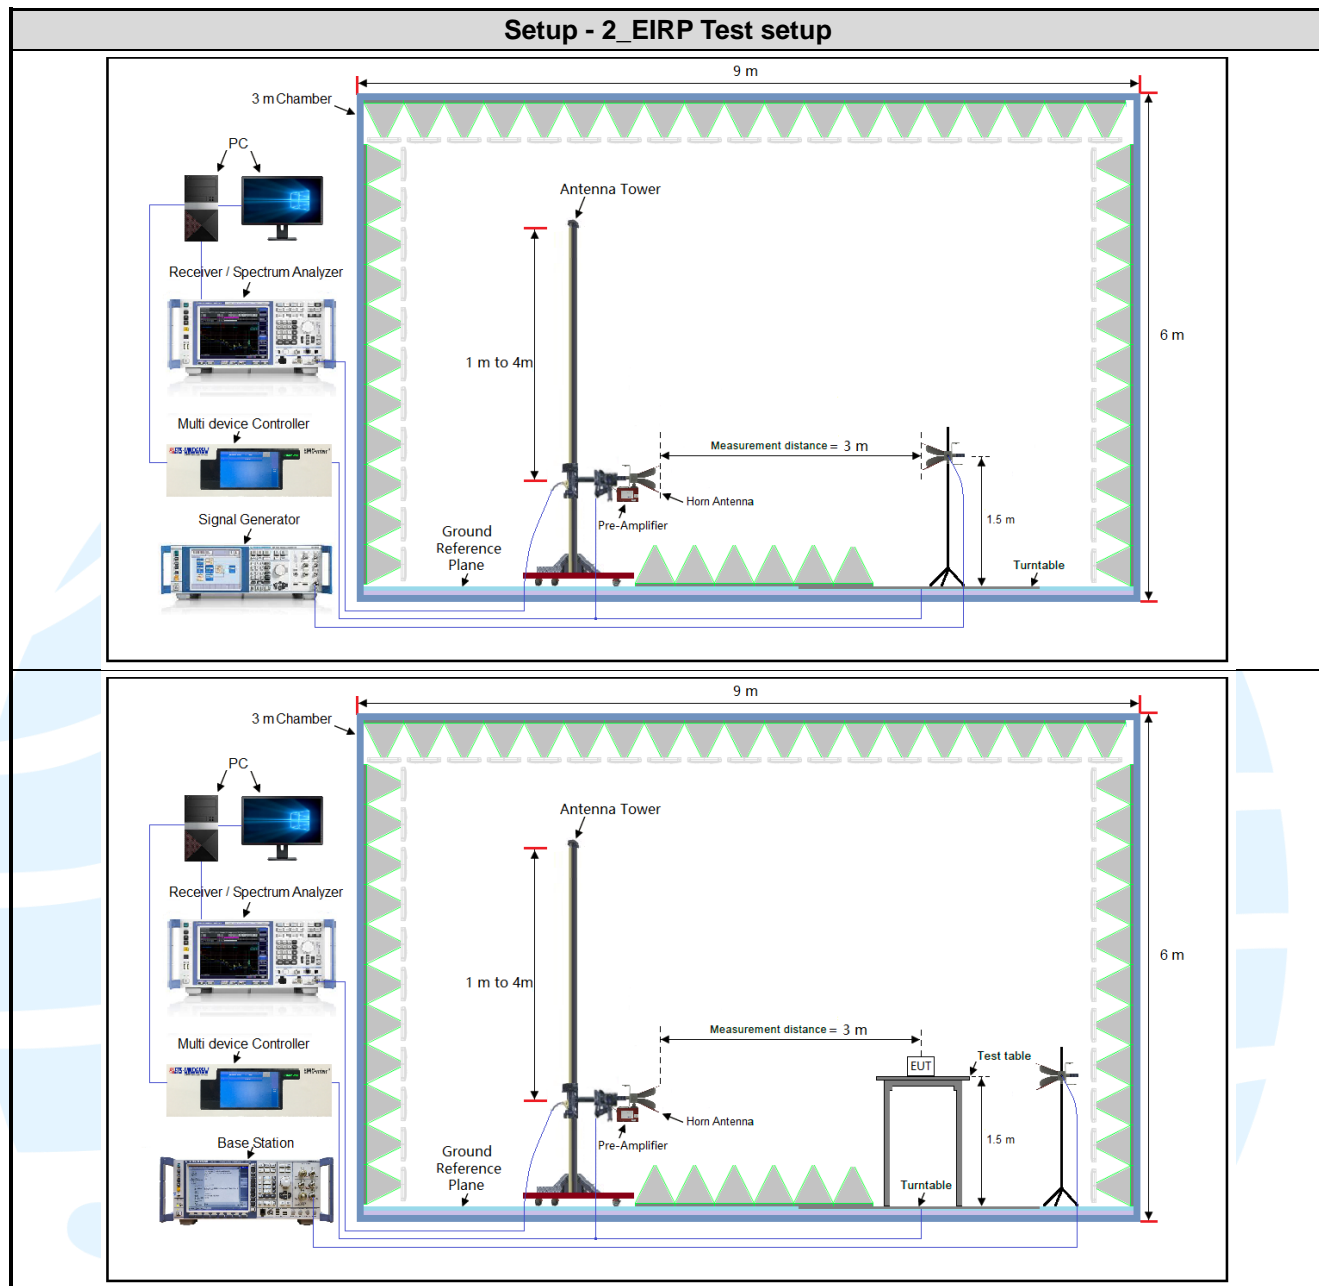 Setup - 2_EIRP Test setup
9 m
3 m Chamber
PC
Antenna Tower
Receiver / Spectrum Analyzer
6 m
1 m to 4m
Multi device Controller
Measurement distance = 3 m
Horn Antenna
Signal Generator
Pre-Amplifier
1.5 m
Ground
Reference
Plane
Turntable
9 m
3 m Chamber
PC
Antenna Tower
Receiver / Spectrum Analyzer
6 m
1 m to 4m
Measurement distance = 3 m
Multi device Controller
EUT
Test table
Horn Antenna
Base Station
Pre-Amplifier
1.5 m
Ground
Reference
Plane
Turntable